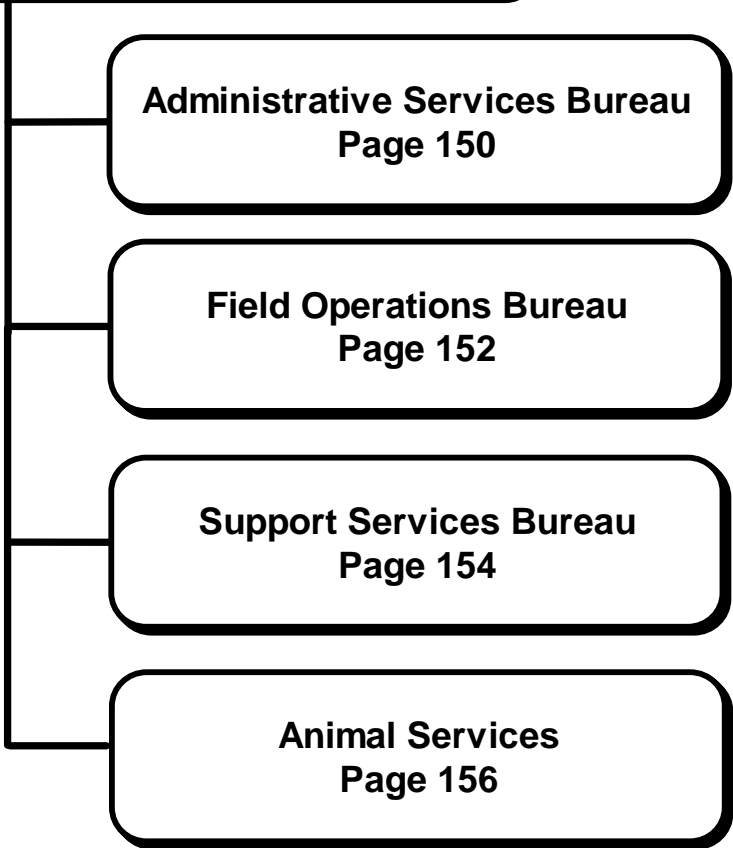 Administrative Services Bureau
Page 150
Field Operations Bureau
Page 152
Support Services Bureau
Page 154
Animal Services
Page 156